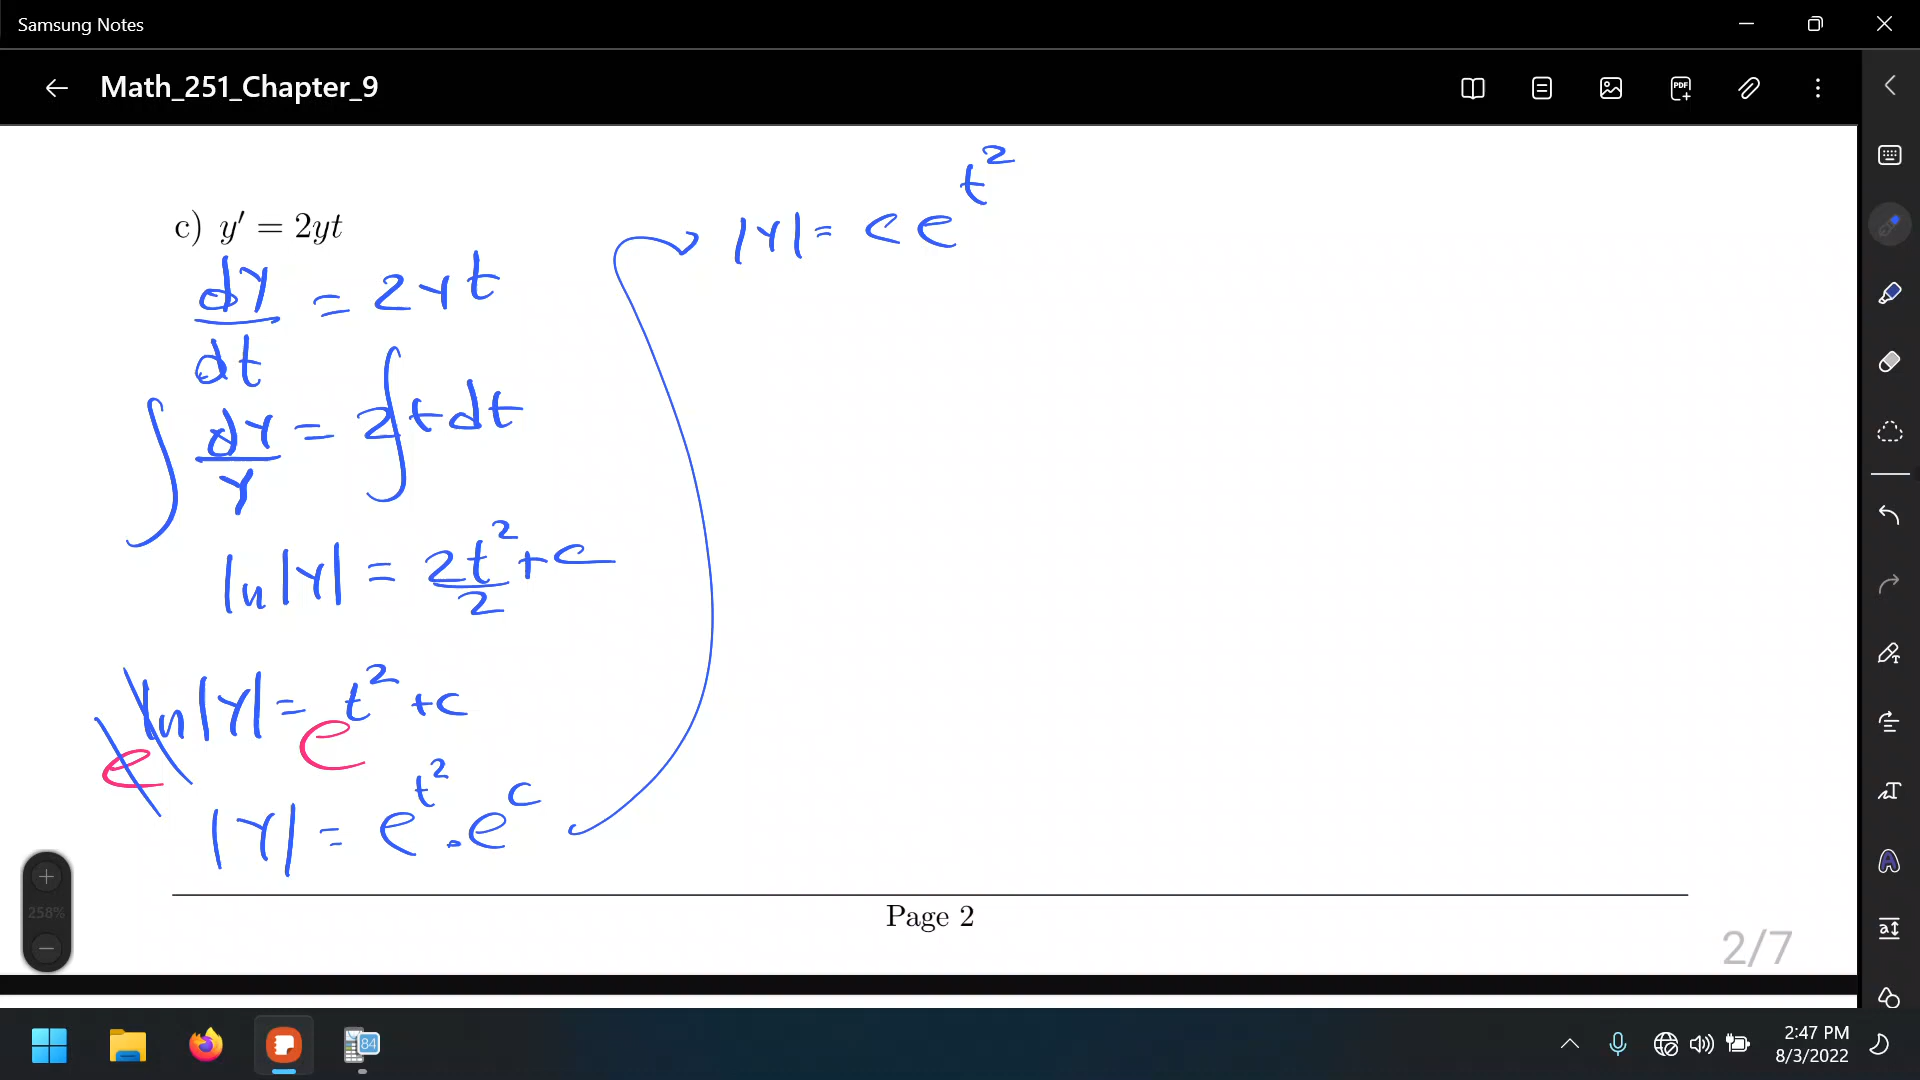 Samsung Notes
Math_251_Chapter_9
c) y′ = 2yt
dy/dt = 2yt
∫ dy/y = 2∫ t dt
ln|y| = 2t²/2 + c
e^(ln|y|) = e^(t² + c)
|y| = e^(t²) · e^c
|y| = c e^(t²)
Page 2
2/7
258%
84
2:47 PM
8/3/2022